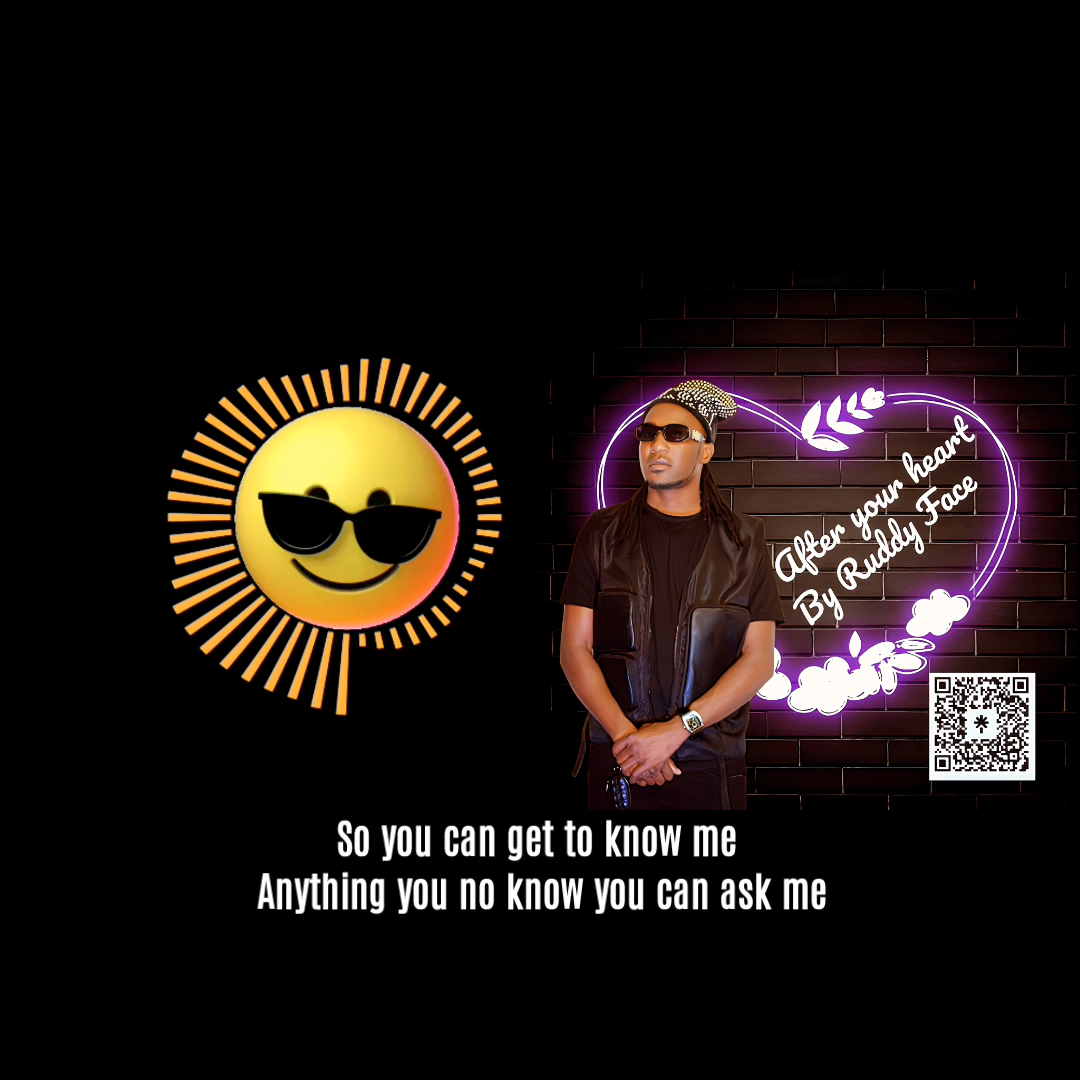 After your heart
By Ruddy Face
So you can get to know me
Anything you no know you can ask me